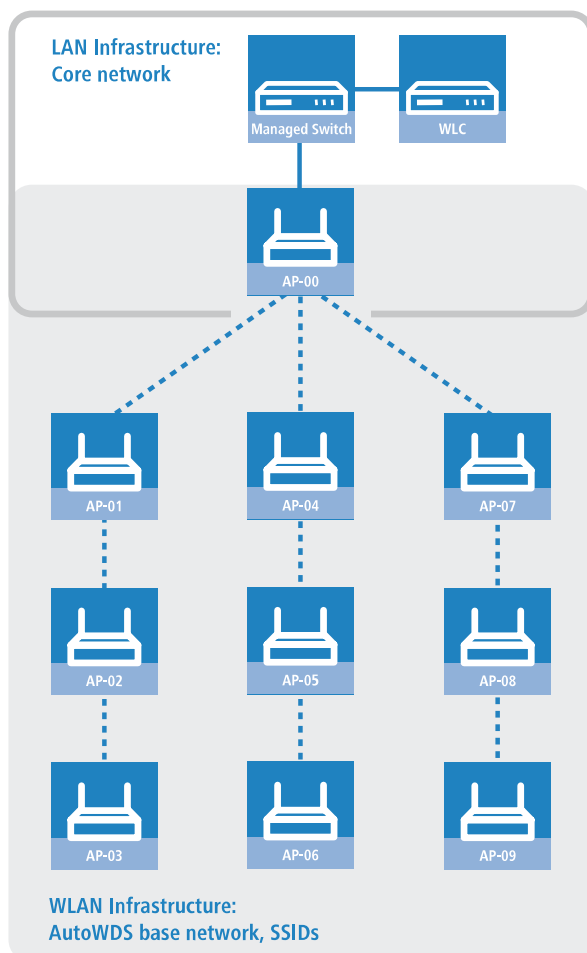 LAN Infrastructure:
Core network
Managed Switch
WLC
AP-00
AP-01
AP-04
AP-07
AP-02
AP-05
AP-08
AP-03
AP-06
AP-09
WLAN Infrastructure:
AutoWDS base network, SSIDs